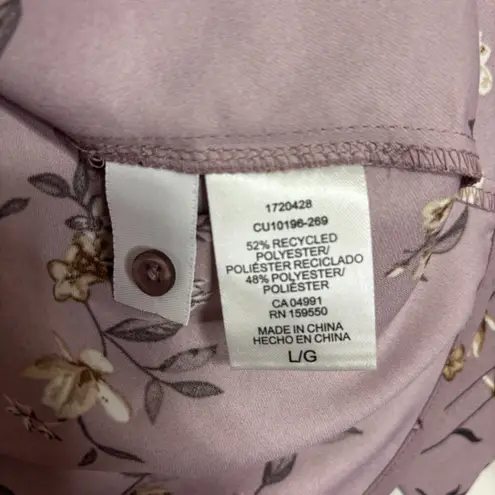 1720428
CU10196-269
52% RECYCLED
POLYESTER/
POLIÉSTER RECICLADO
48% POLYESTER/
POLIÉSTER
CA 04991
RN 159550
MADE IN CHINA
HECHO EN CHINA
L/G